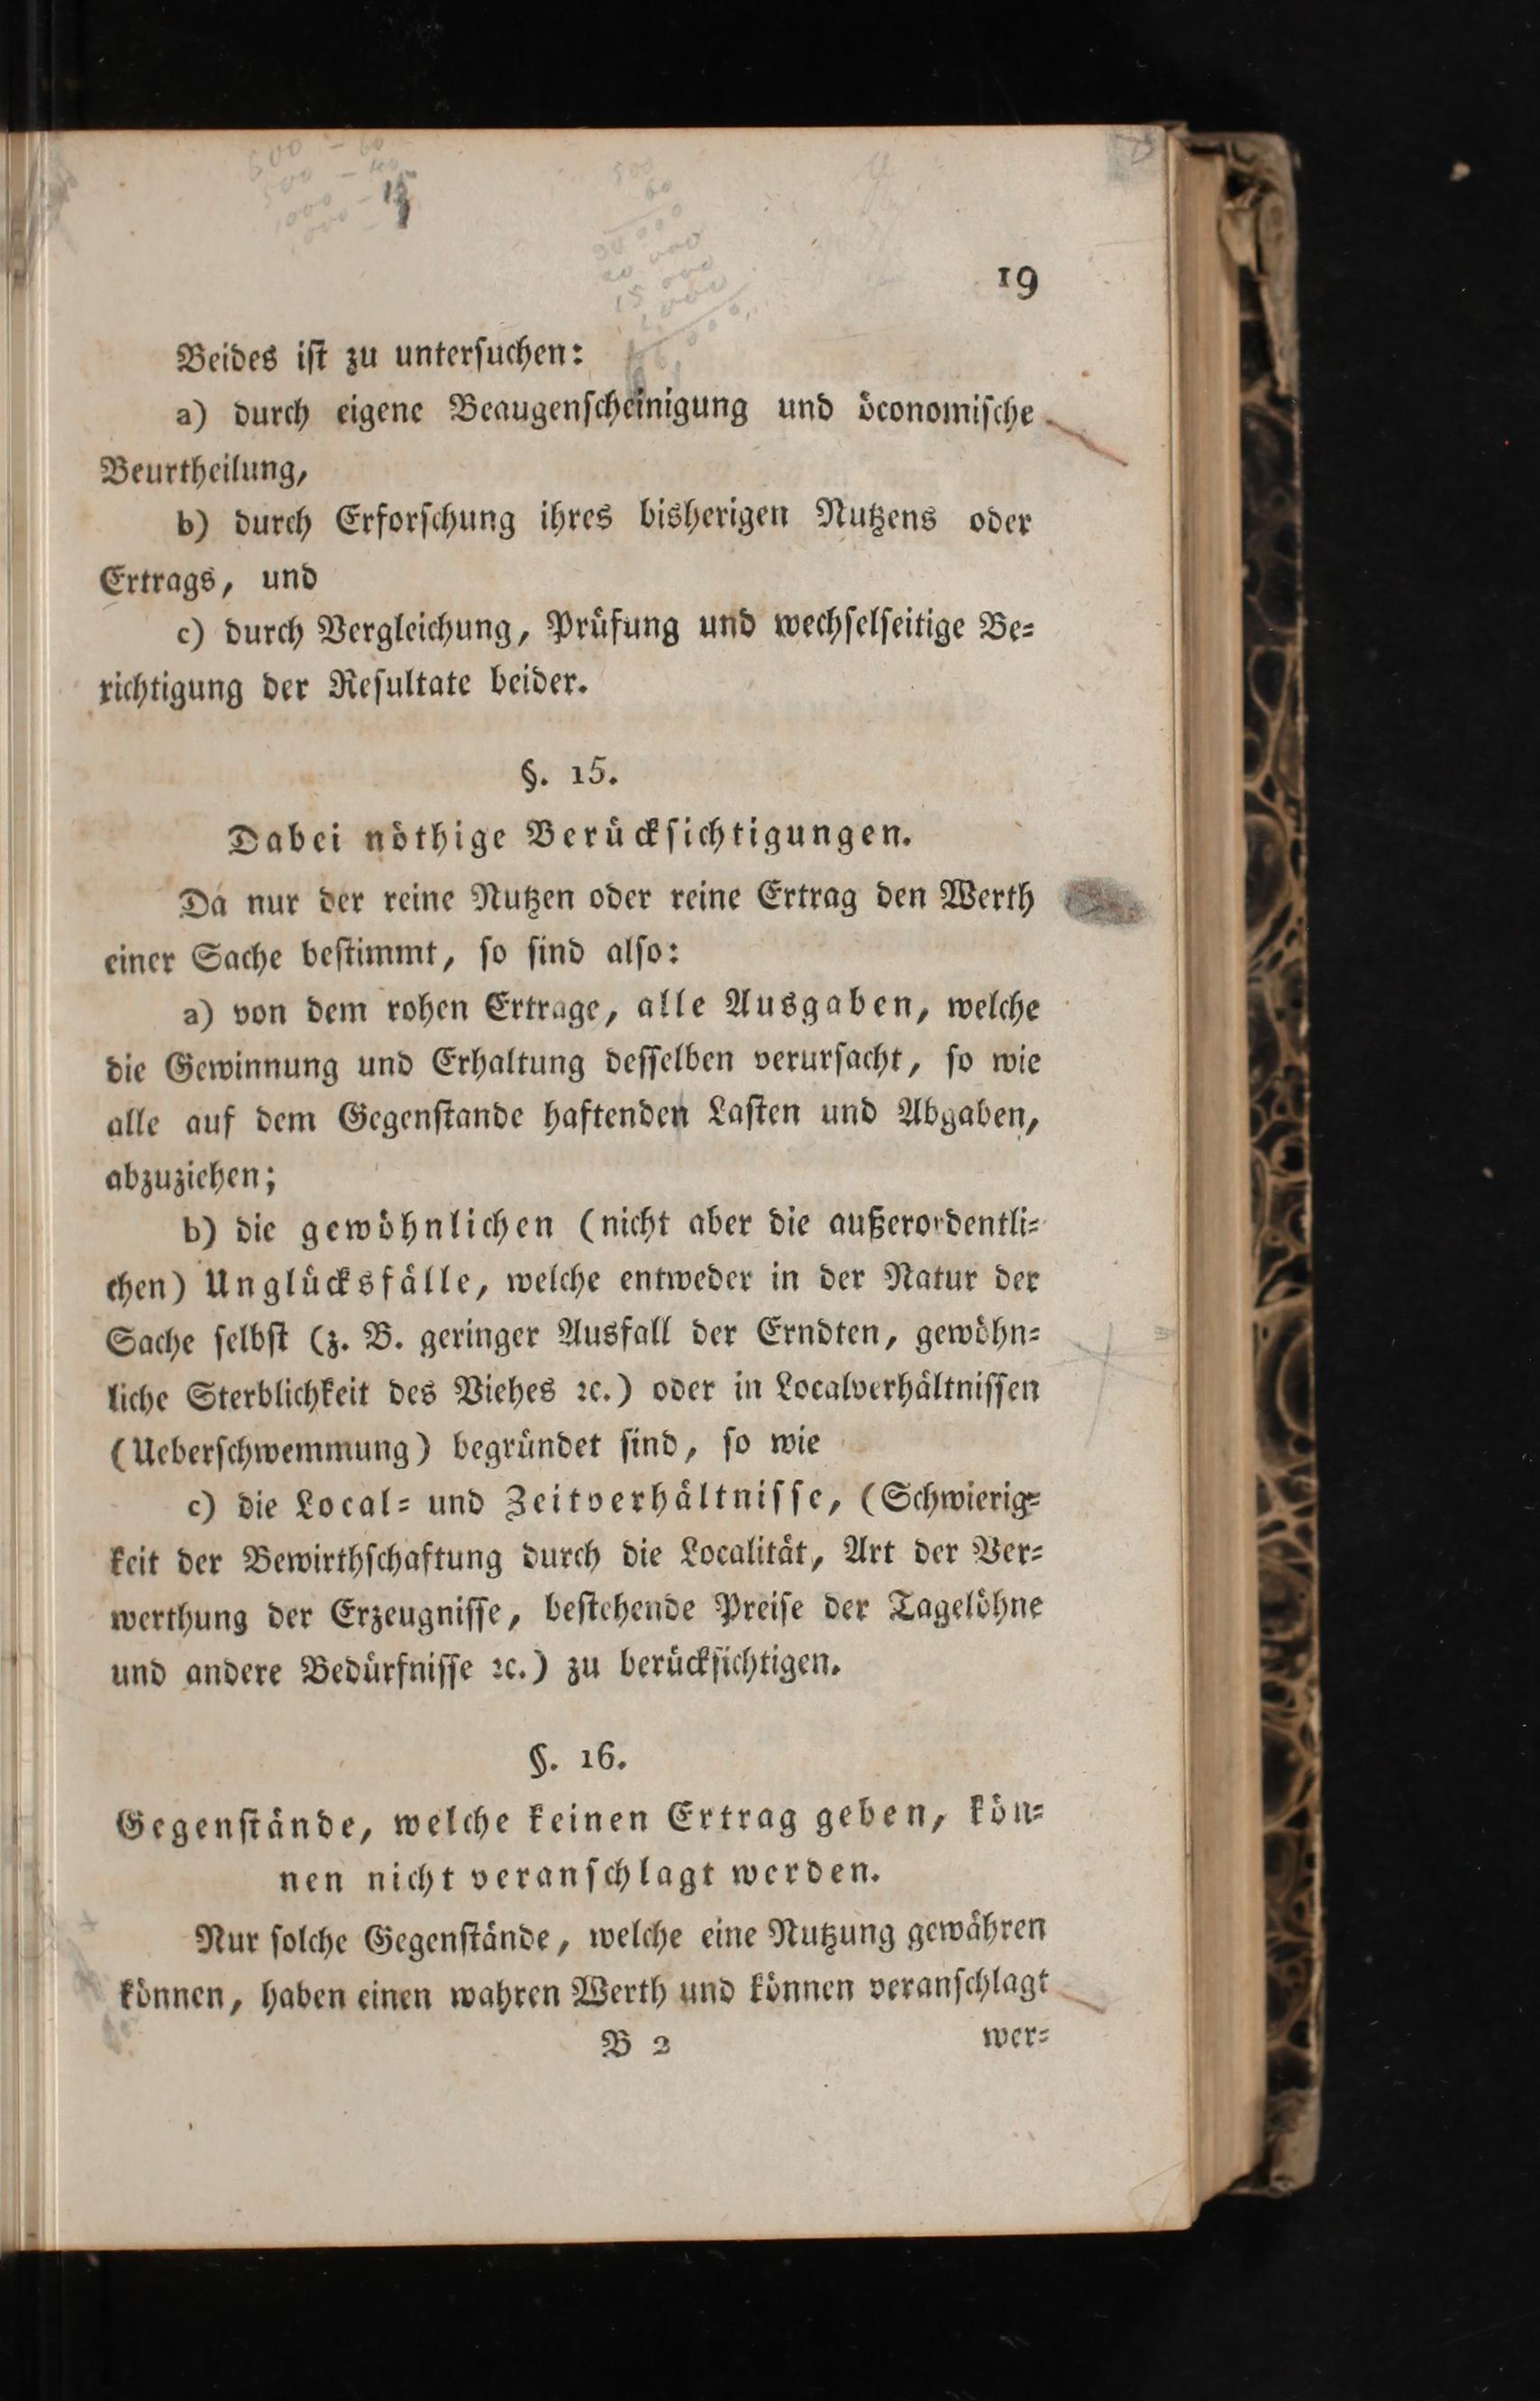 19
Beides ist zu untersuchen:
a) durch eigene Beaugenscheinigung und öconomische
Beurtheilung,
b) durch Erforschung ihres bisherigen Nutzens oder
Ertrags, und
c) durch Vergleichung, Prüfung und wechselseitige Be-
richtigung der Resultate beider.
§. 15.
Dabei nöthige Berücksichtigungen.
Da nur der reine Nutzen oder reine Ertrag den Werth
einer Sache bestimmt, so sind also:
a) von dem rohen Ertrage, alle Ausgaben, welche
die Gewinnung und Erhaltung desselben verursacht, so wie
alle auf dem Gegenstande haftenden Lasten und Abgaben,
abzuziehen;
b) die gewöhnlichen (nicht aber die außerordentli-
chen) Unglücksfälle, welche entweder in der Natur der
Sache selbst (z. B. geringer Ausfall der Erndten, gewöhn-
liche Sterblichkeit des Viehes ꝛc.) oder in Localverhältnissen
(Ueberschwemmung) begründet sind, so wie
c) die Local- und Zeitverhältnisse, (Schwierig-
keit der Bewirthschaftung durch die Localität, Art der Ver-
werthung der Erzeugnisse, bestehende Preise der Tagelöhne
und andere Bedürfnisse ꝛc.) zu berücksichtigen.
§. 16.
Gegenstände, welche keinen Ertrag geben, kön-
nen nicht veranschlagt werden.
Nur solche Gegenstände, welche eine Nutzung gewähren
können, haben einen wahren Werth und können veranschlagt
B 2 wer-